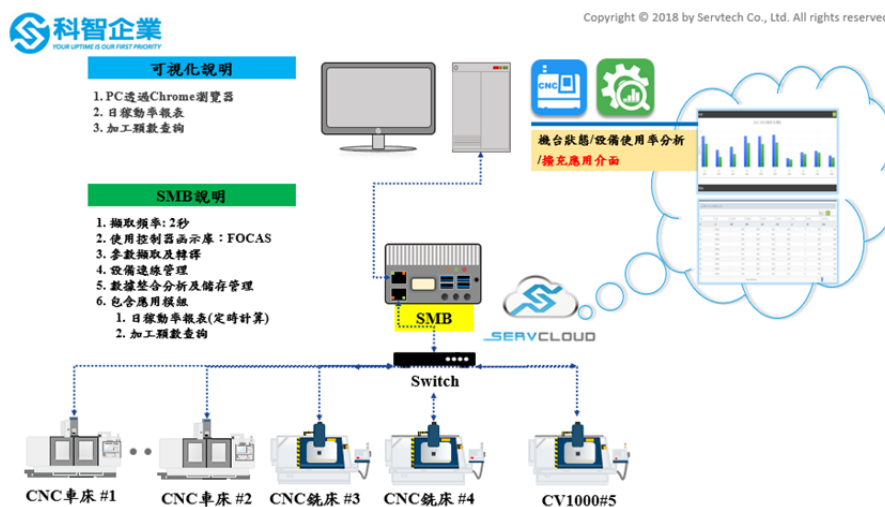 科智企業
YOUR UPTIME IS OUR FIRST PRIORITY
Copyright © 2018 by Servtech Co., Ltd. All rights reserved
可視化說明
1. PC透過Chrome瀏覽器
2. 日稼動率報表
3. 加工顆數查詢
CNC
機台狀態/設備使用率分析
/擴充應用介面
SMB說明
1. 擷取頻率: 2秒
2. 使用控制器函示庫：FOCAS
3. 參數擷取及轉譯
4. 設備連線管理
5. 數據整合分析及儲存管理
6. 包含應用模組
1. 日稼動率報表(定時計算)
2. 加工顆數查詢
SMB
SERVCLOUD
Switch
CNC車床 #1
CNC車床 #2
CNC銑床 #3
CNC銑床 #4
CV1000#5